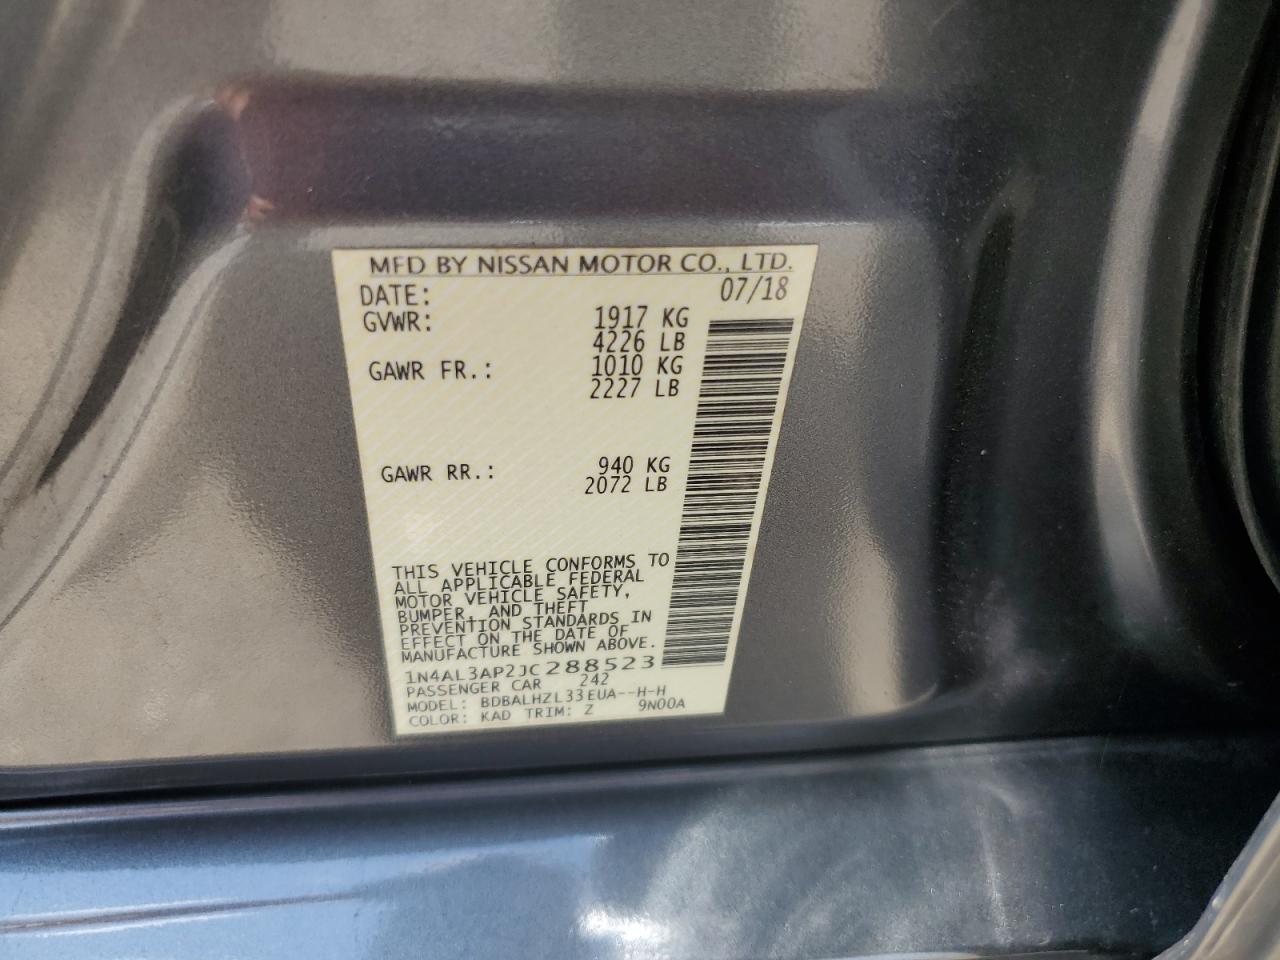 MFD BY NISSAN MOTOR CO., LTD.
DATE: 07/18
GVWR: 1917 KG
4226 LB
GAWR FR.: 1010 KG
2227 LB
GAWR RR.: 940 KG
2072 LB
THIS VEHICLE CONFORMS TO
ALL APPLICABLE FEDERAL
MOTOR VEHICLE SAFETY,
BUMPER, AND THEFT
PREVENTION STANDARDS IN
EFFECT ON THE DATE OF
MANUFACTURE SHOWN ABOVE.
1N4AL3AP2JC288523
PASSENGER CAR 242
MODEL: BDBALHZL33EUA--H-H
COLOR: KAD TRIM: Z 9N00A